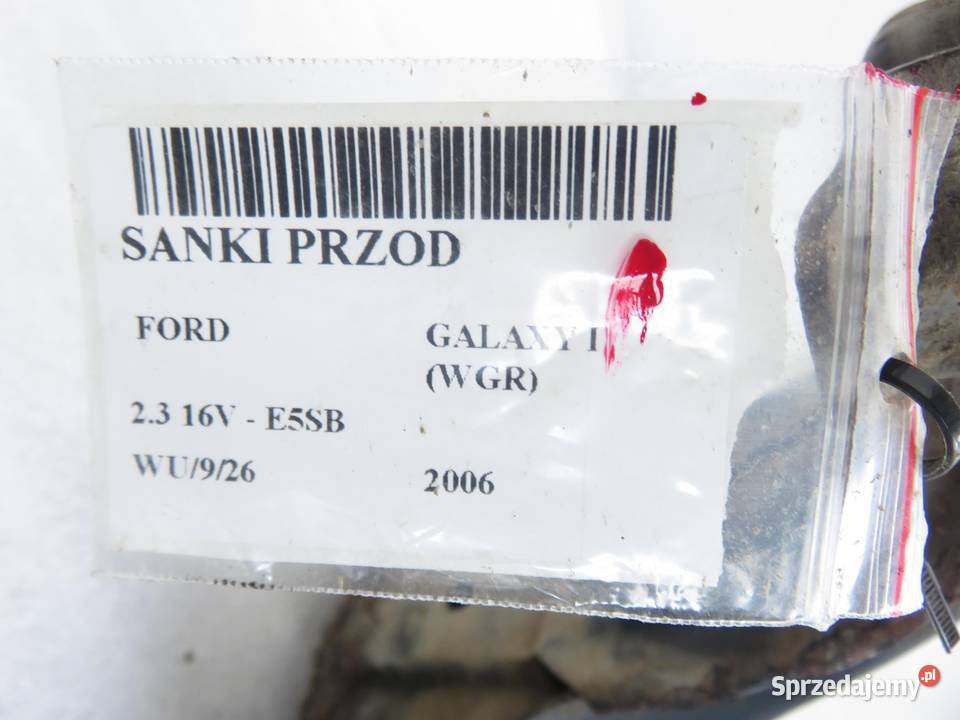 SANKI PRZOD
FORD
GALAXY I
(WGR)
2.3 16V - E5SB
WU/9/26
2006
Sprzedajemy.pl